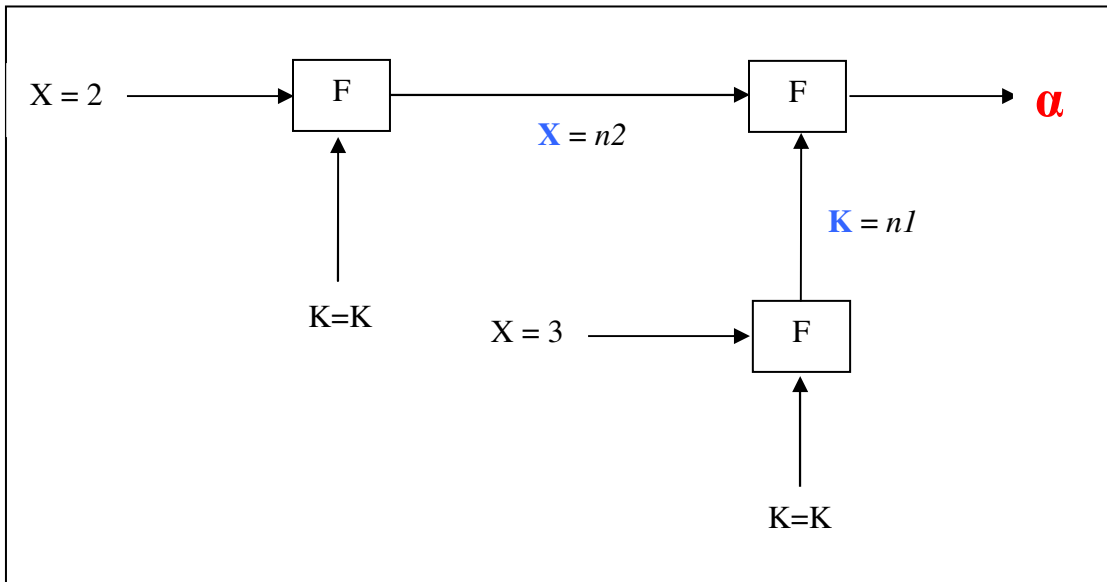 X = 2
F
F
α
X = n2
K = n1
K=K
X = 3
F
K=K